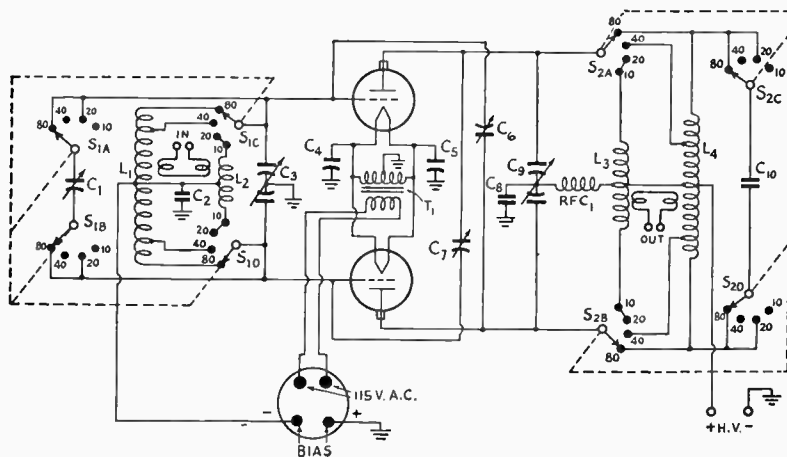 80
40
20
10
S1A
C1
S1B
80
40
20
10
L1
IN
C2
80
40
20
10
S1C
L2
10
20
40
80
S1D
C3
C4
C5
T1
C6
C7
C8
C9
RFC1
80
40
20
10
S2A
L3
L4
OUT
S2B
10
20
40
80
80
40
20
10
S2C
C10
S2D
10
80
40
20
115 V. A.C.
-
+
BIAS
+ H.V. -